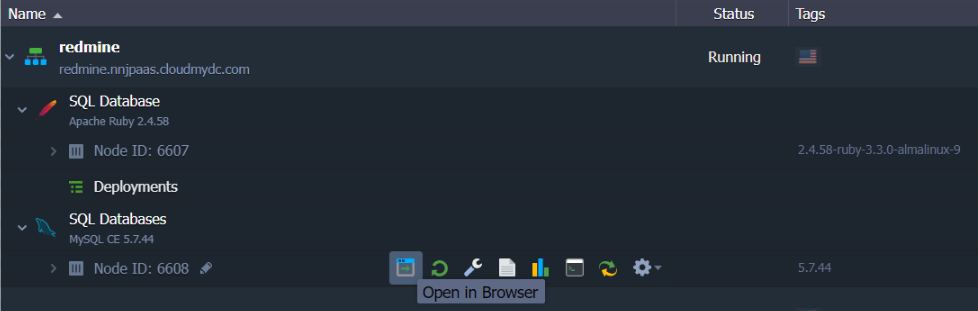 Name Status Tags
redmine
redmine.nnjpaas.cloudmydc.com Running
SQL Database
Apache Ruby 2.4.58
Node ID: 6607 2.4.58-ruby-3.3.0-almalinux-9
Deployments
SQL Databases
MySQL CE 5.7.44
Node ID: 6608 5.7.44
Open in Browser